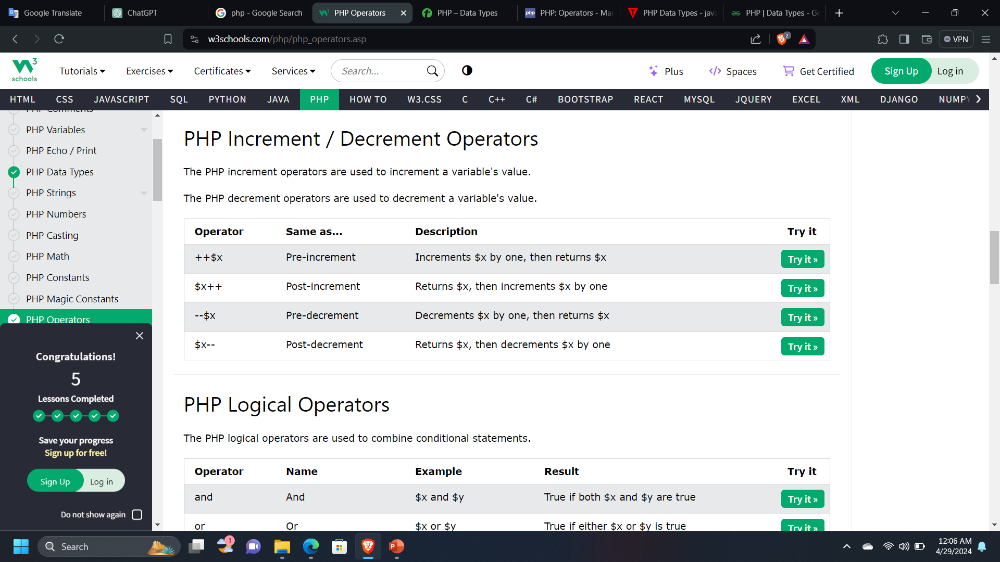 Google Translate
ChatGPT
php - Google Search
PHP Operators
PHP – Data Types
PHP: Operators - Ma
PHP Data Types - java
PHP | Data Types - Ge
w3schools.com/php/php_operators.asp
2
VPN
3
schools
Tutorials
Exercises
Certificates
Services
Search...
Plus
Spaces
Get Certified
Sign Up
Log in
HTML
CSS
JAVASCRIPT
SQL
PYTHON
JAVA
PHP
HOW TO
W3.CSS
C
C++
C#
BOOTSTRAP
REACT
MYSQL
JQUERY
EXCEL
XML
DJANGO
NUMPY
PHP Comments
PHP Variables
PHP Echo / Print
PHP Data Types
PHP Strings
PHP Numbers
PHP Casting
PHP Math
PHP Constants
PHP Magic Constants
PHP Operators
Congratulations!
5
Lessons Completed
Save your progress
Sign up for free!
Sign Up
Log in
Do not show again
PHP Increment / Decrement Operators
The PHP increment operators are used to increment a variable's value.
The PHP decrement operators are used to decrement a variable's value.
Operator Same as... Description Try it
++$x Pre-increment Increments $x by one, then returns $x Try it »
$x++ Post-increment Returns $x, then increments $x by one Try it »
--$x Pre-decrement Decrements $x by one, then returns $x Try it »
$x-- Post-decrement Returns $x, then decrements $x by one Try it »
PHP Logical Operators
The PHP logical operators are used to combine conditional statements.
Operator Name Example Result Try it
and And $x and $y True if both $x and $y are true Try it »
or Or $x or $y True if either $x or $y is true Try it »
Search
1
12:06 AM
4/29/2024